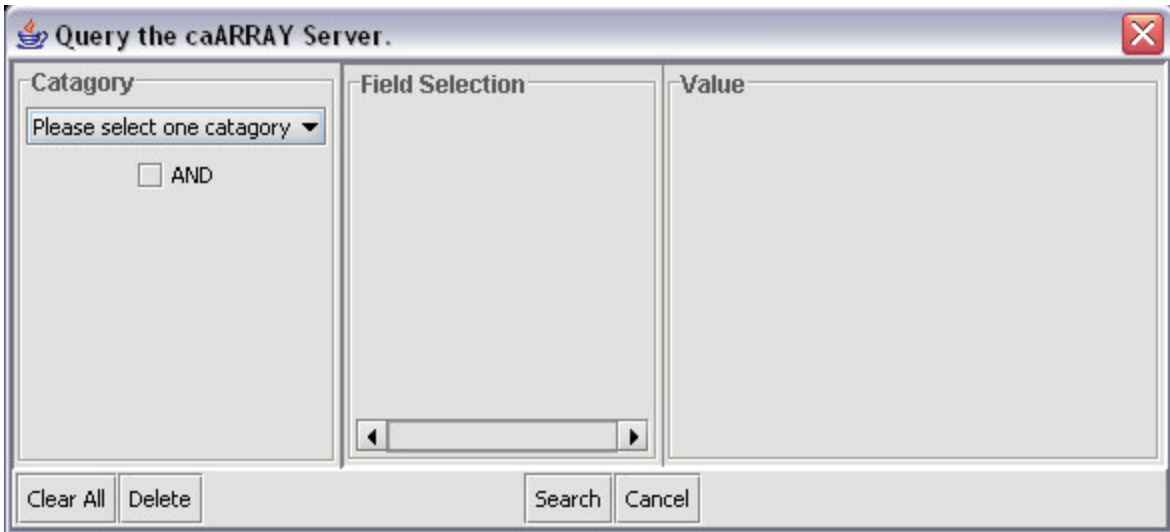 Query the caARRAY Server.
Catagory
Field Selection
Value
Please select one catagory
AND
Clear All
Delete
Search
Cancel